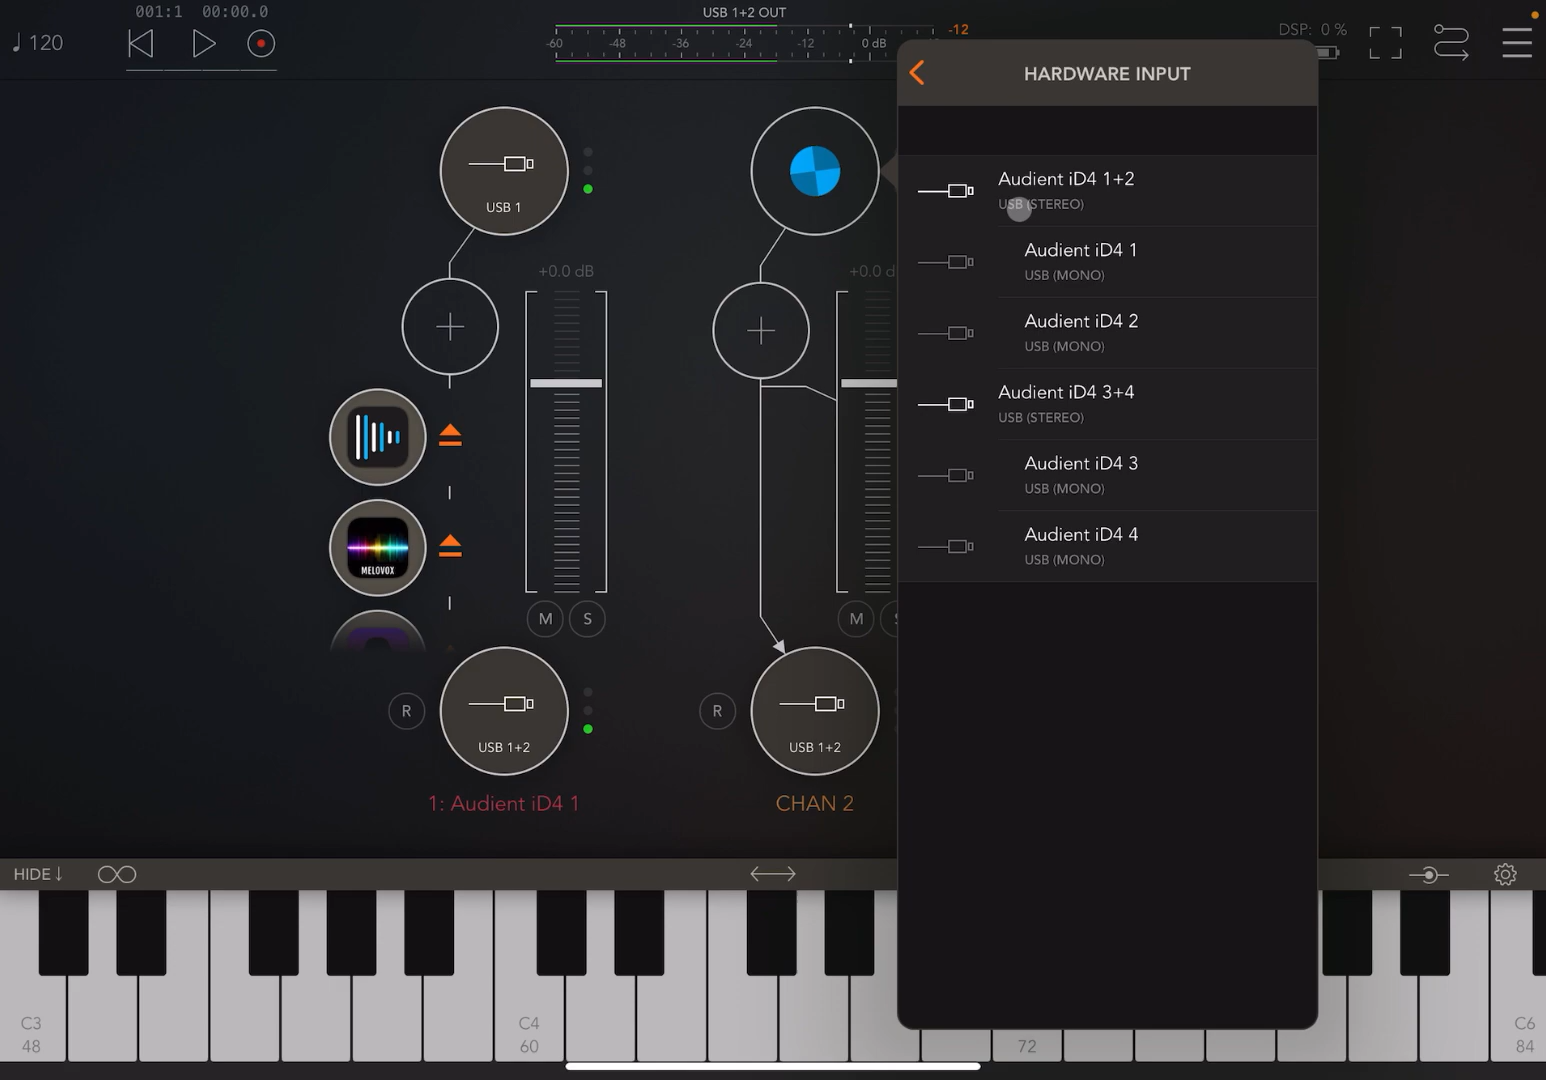 001:1 00:00.0
♩ 120
USB 1+2 OUT
-60 -48 -36 -24 -12 0 dB
-12
DSP: 0 %
HARDWARE INPUT
Audient iD4 1+2
USB (STEREO)
Audient iD4 1
USB (MONO)
Audient iD4 2
USB (MONO)
Audient iD4 3+4
USB (STEREO)
Audient iD4 3
USB (MONO)
Audient iD4 4
USB (MONO)
USB 1
+0.0 dB
+0.0 d
MELOVOX
M S
M
R
USB 1+2
R
USB 1+2
1: Audient iD4 1
CHAN 2
HIDE↓
C3
48
C4
60
72
C6
84